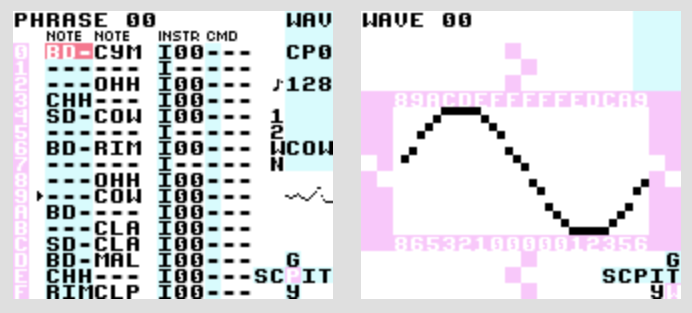 PHRASE 00 WAV
NOTE NOTE INSTR CMD
0 BD-CYM I00--- CP0
1 ------ I-----
2 ---OHH I00--- ♪128
3 CHH--- I00---
4 SD-COW I00--- 1
5 ------ I----- 2
6 BD-RIM I00--- WCOW
7 ------ I----- N
8 ---OHH I00---
9 ---COW I00---
A BD---- I00---
B ---CLA I00---
C SD-CLA I00---
D BD-MAL I00--- G
E CHH--- I00--- SCPIT
F RIMCLP I00--- Y
WAVE 00
89ACDEFFFFFEDCA9
8653210000012356
G
SCPIT
YW